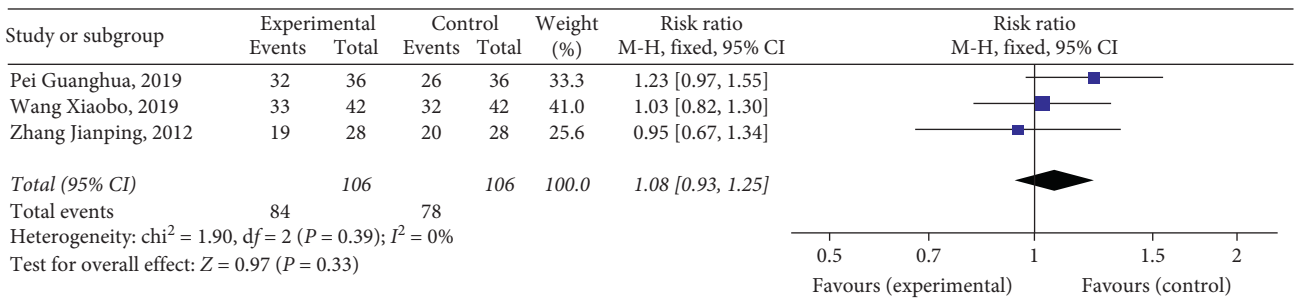 Study or subgroup Experimental Control Weight Risk ratio Risk ratio
Events Total Events Total (%) M-H, fixed, 95% CI M-H, fixed, 95% CI
Pei Guanghua, 2019 32 36 26 36 33.3 1.23 [0.97, 1.55]
Wang Xiaobo, 2019 33 42 32 42 41.0 1.03 [0.82, 1.30]
Zhang Jianping, 2012 19 28 20 28 25.6 0.95 [0.67, 1.34]
Total (95% CI) 106 106 100.0 1.08 [0.93, 1.25]
Total events 84 78
Heterogeneity: chi² = 1.90, df = 2 (P = 0.39); I² = 0%
Test for overall effect: Z = 0.97 (P = 0.33)
0.5 0.7 1 1.5 2
Favours (experimental) Favours (control)